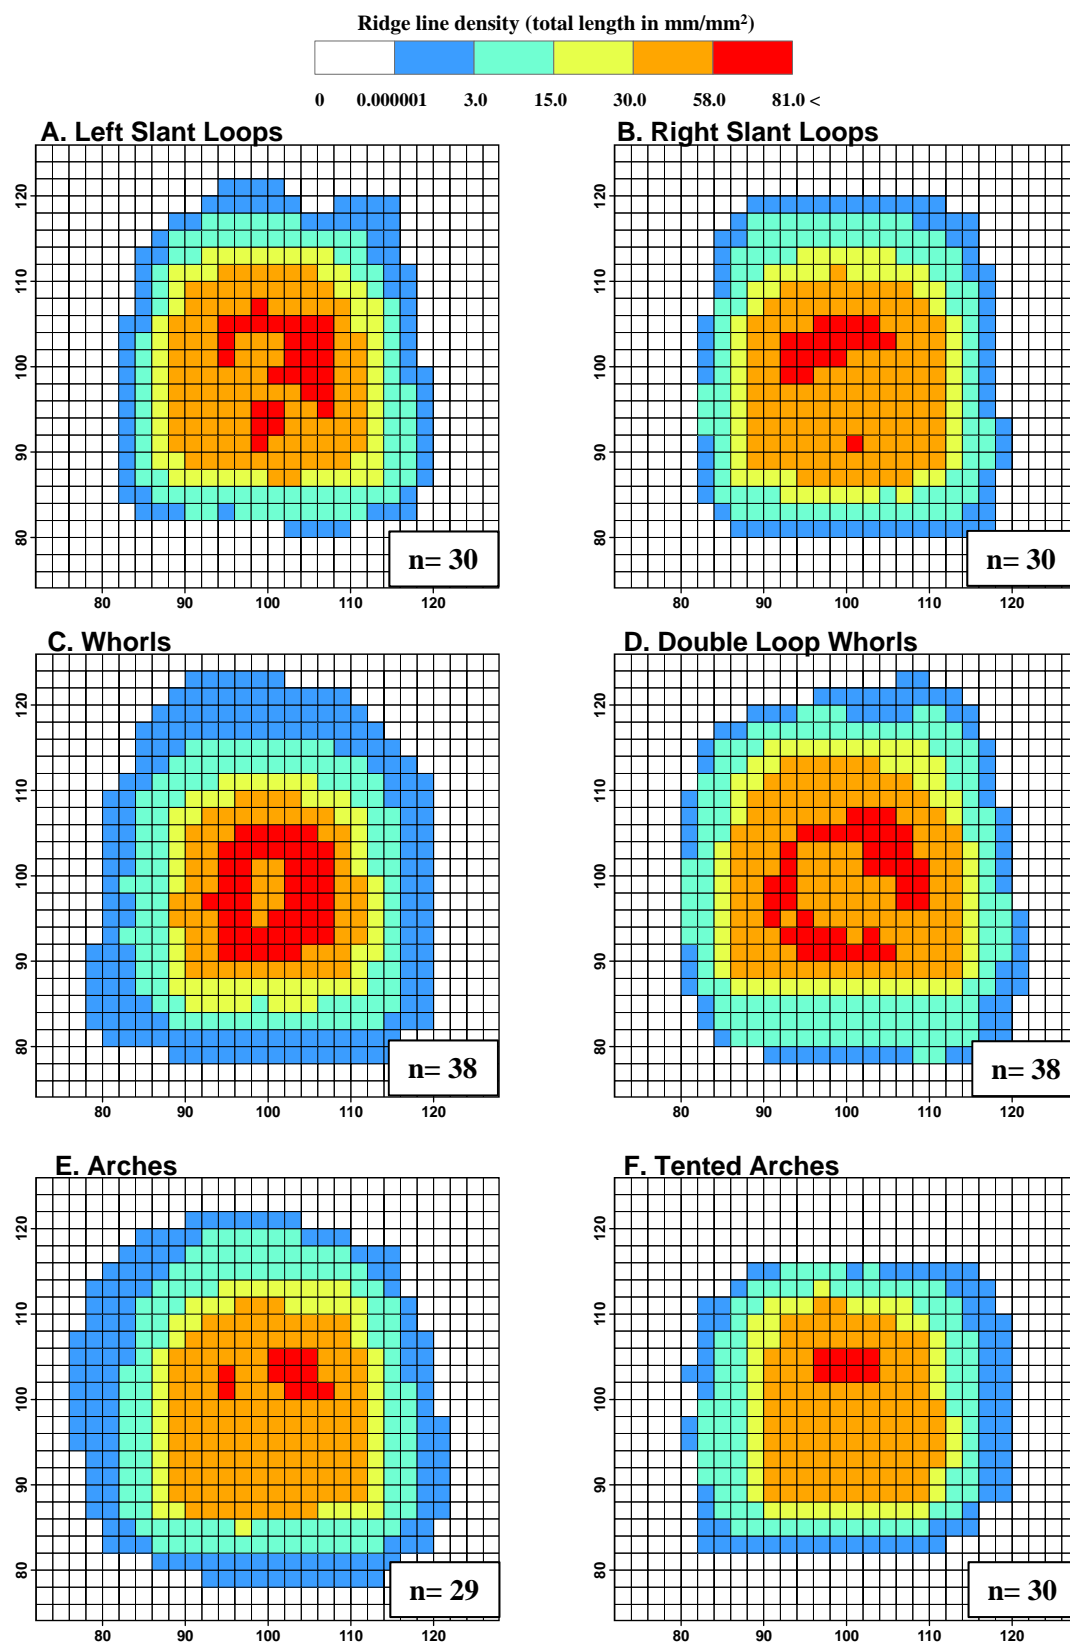 Ridge line density (total length in mm/mm²)
0 0.000001 3.0 15.0 30.0 58.0 81.0 <
A. Left Slant Loops
B. Right Slant Loops
120
110
100
90
80
n= 30
80 90 100 110 120
120
110
100
90
80
n= 30
80 90 100 110 120
C. Whorls
D. Double Loop Whorls
120
110
100
90
80
n= 38
80 90 100 110 120
120
110
100
90
80
n= 38
80 90 100 110 120
E. Arches
F. Tented Arches
120
110
100
90
80
n= 29
80 90 100 110 120
120
110
100
90
80
n= 30
80 90 100 110 120